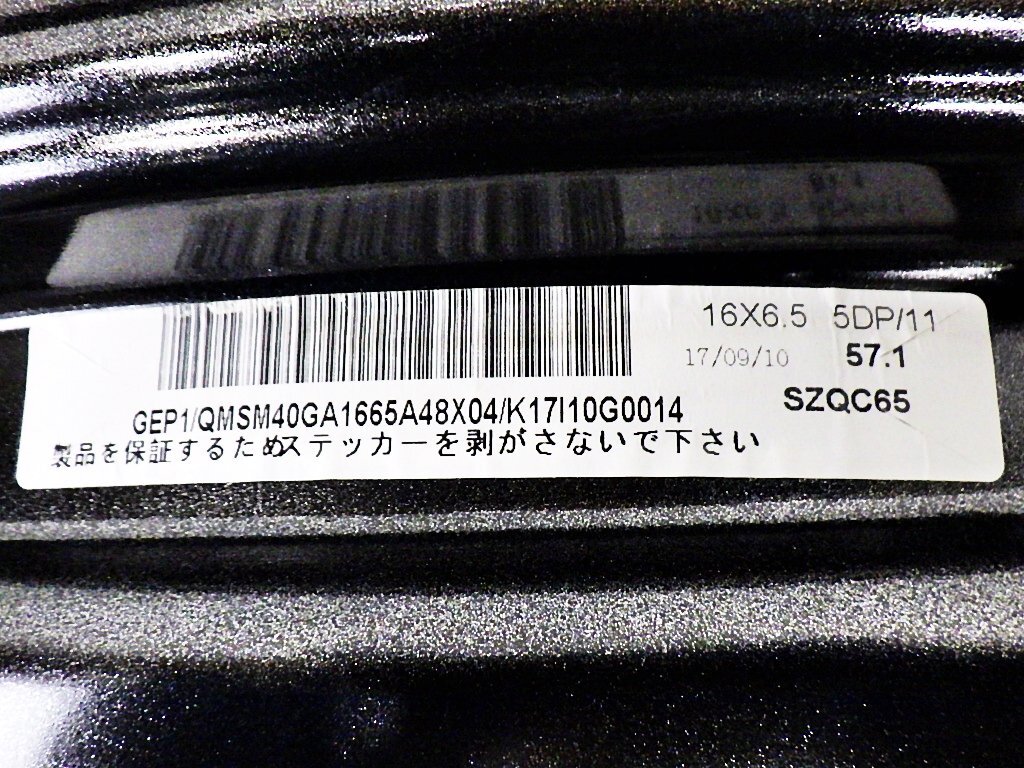 16X6.5 5DP/11
17/09/10 57.1
SZQC65
GEP1/QMSM40GA1665A48X04/K17I10G0014
製品を保証するためステッカーを剥がさないで下さい